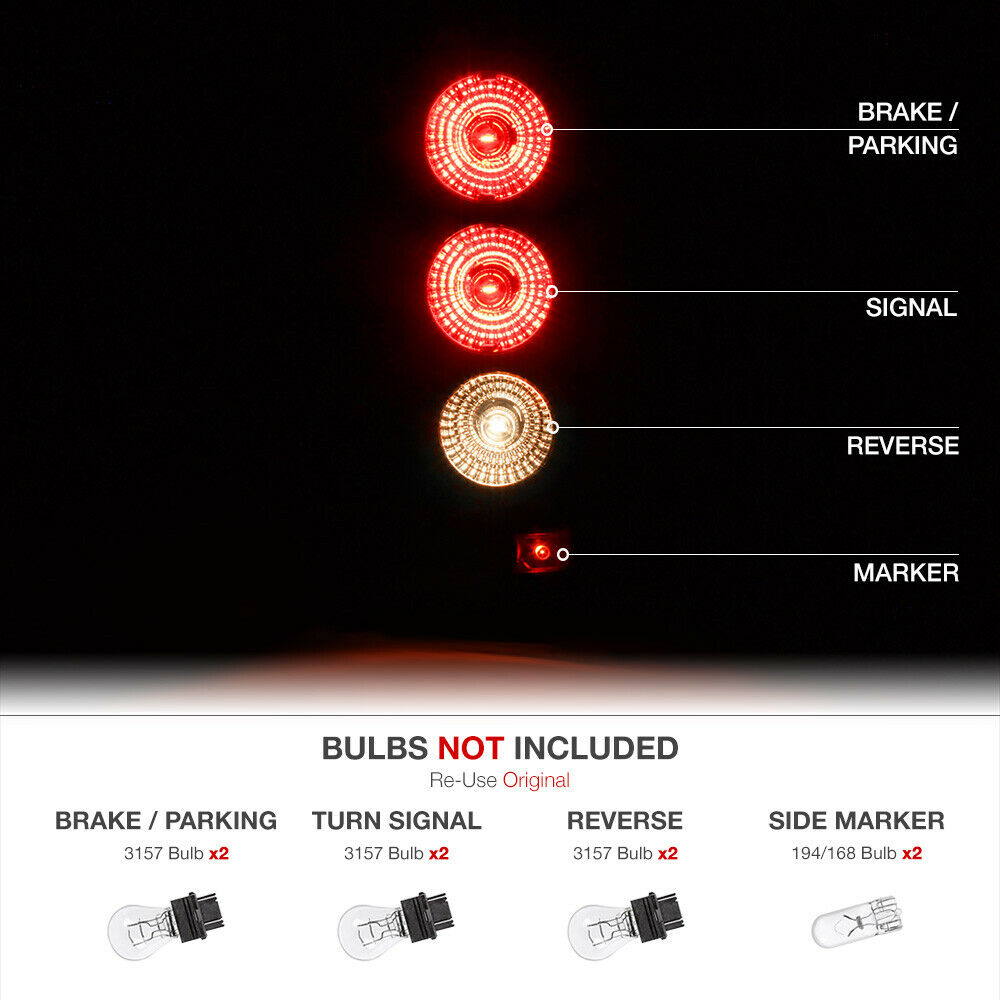 BRAKE /
PARKING
SIGNAL
REVERSE
MARKER
BULBS NOT INCLUDED
Re-Use Original
BRAKE / PARKING
3157 Bulb x2
TURN SIGNAL
3157 Bulb x2
REVERSE
3157 Bulb x2
SIDE MARKER
194/168 Bulb x2